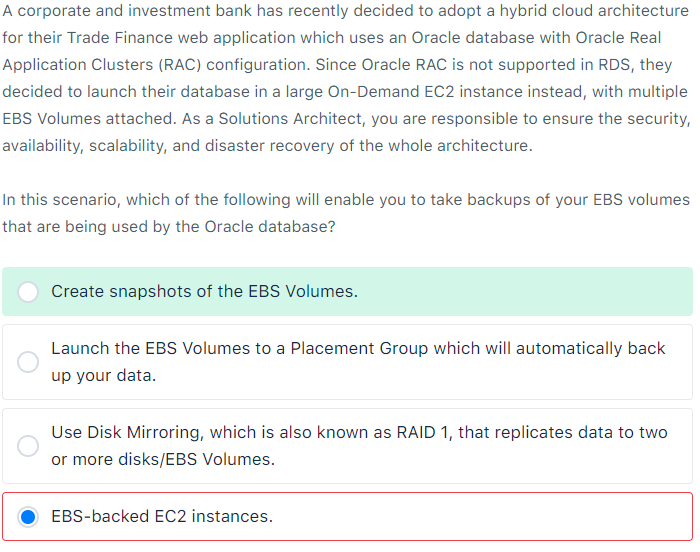 A corporate and investment bank has recently decided to adopt a hybrid cloud architecture
for their Trade Finance web application which uses an Oracle database with Oracle Real
Application Clusters (RAC) configuration. Since Oracle RAC is not supported in RDS, they
decided to launch their database in a large On-Demand EC2 instance instead, with multiple
EBS Volumes attached. As a Solutions Architect, you are responsible to ensure the security,
availability, scalability, and disaster recovery of the whole architecture.
In this scenario, which of the following will enable you to take backups of your EBS volumes
that are being used by the Oracle database?
Create snapshots of the EBS Volumes.
Launch the EBS Volumes to a Placement Group which will automatically back
up your data.
Use Disk Mirroring, which is also known as RAID 1, that replicates data to two
or more disks/EBS Volumes.
EBS-backed EC2 instances.